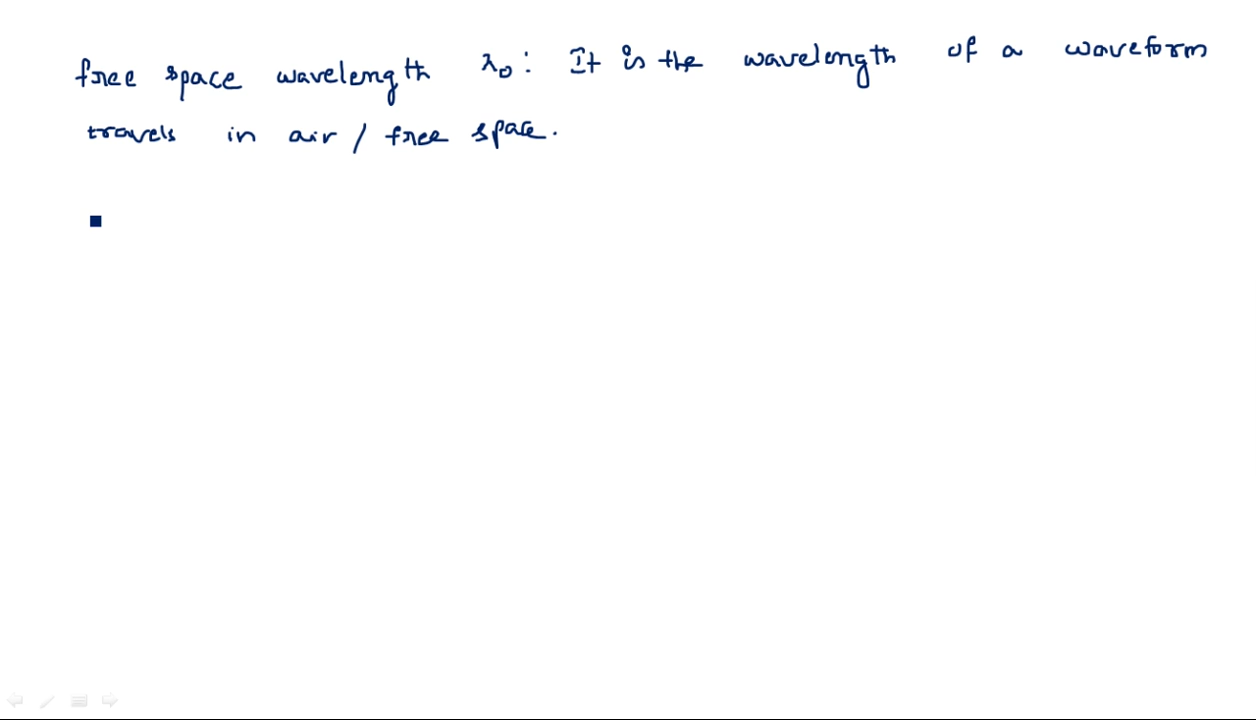 free space wavelength λ₀: It is the wavelength of a waveform
travels in air / free space.